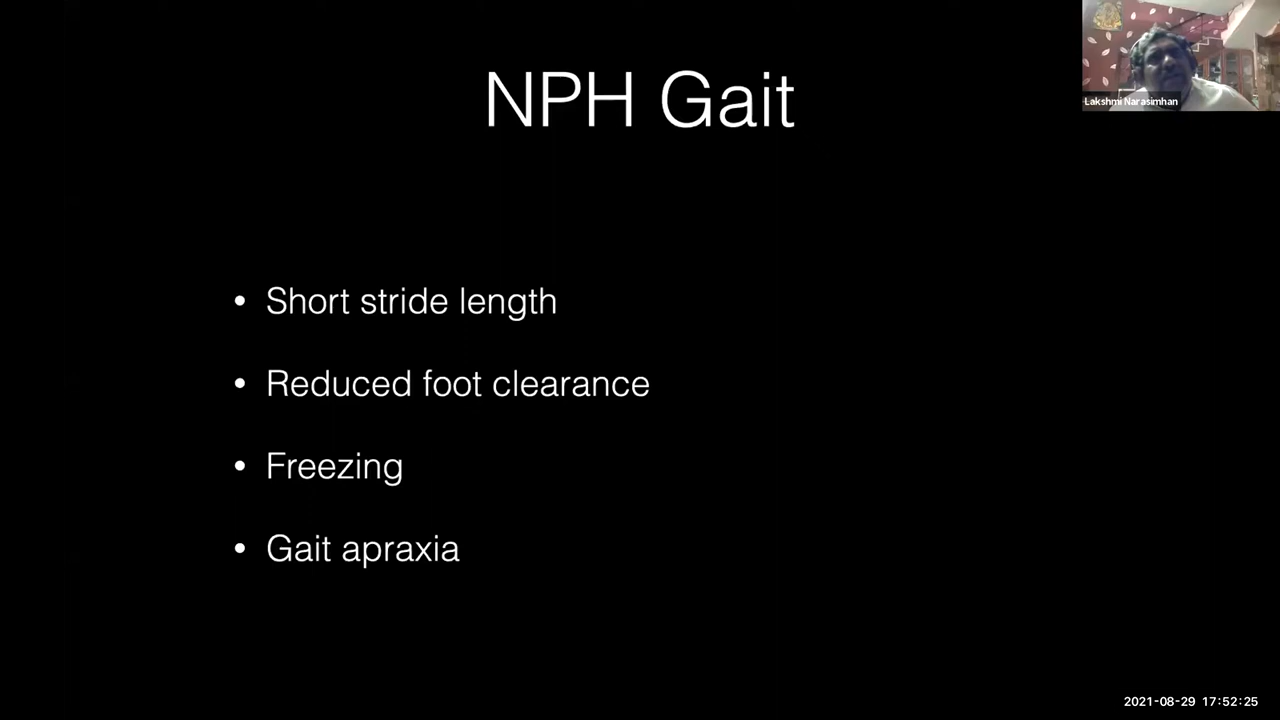 NPH Gait
Lakshmi Narasimhan
• Short stride length
• Reduced foot clearance
• Freezing
• Gait apraxia
2021-08-29 17:52:25